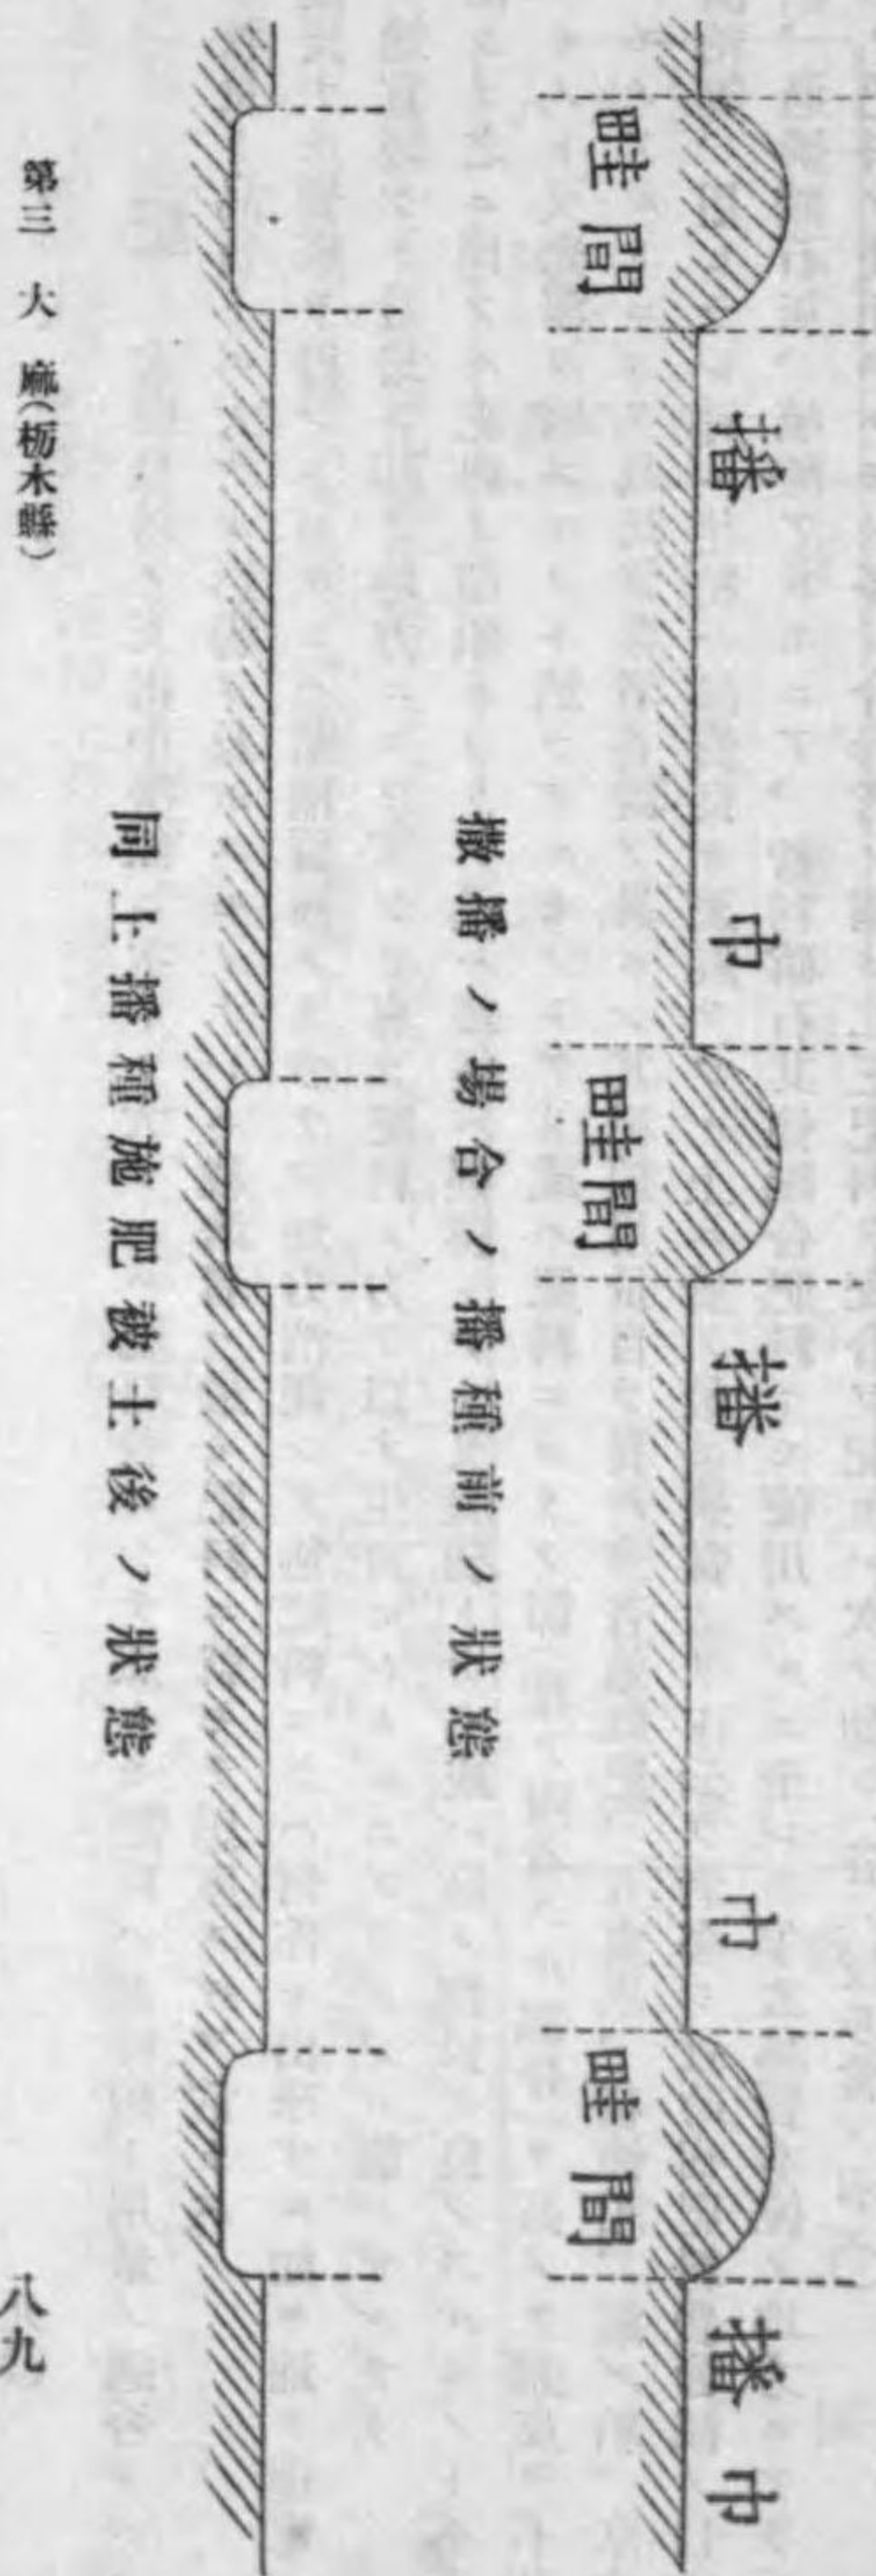 播巾
播巾
播巾
畦間
畦間
畦間
撒播ノ場合ノ播種前ノ狀態
同上播種施肥被土後ノ狀態
第三 大麻(栃木縣)
八九